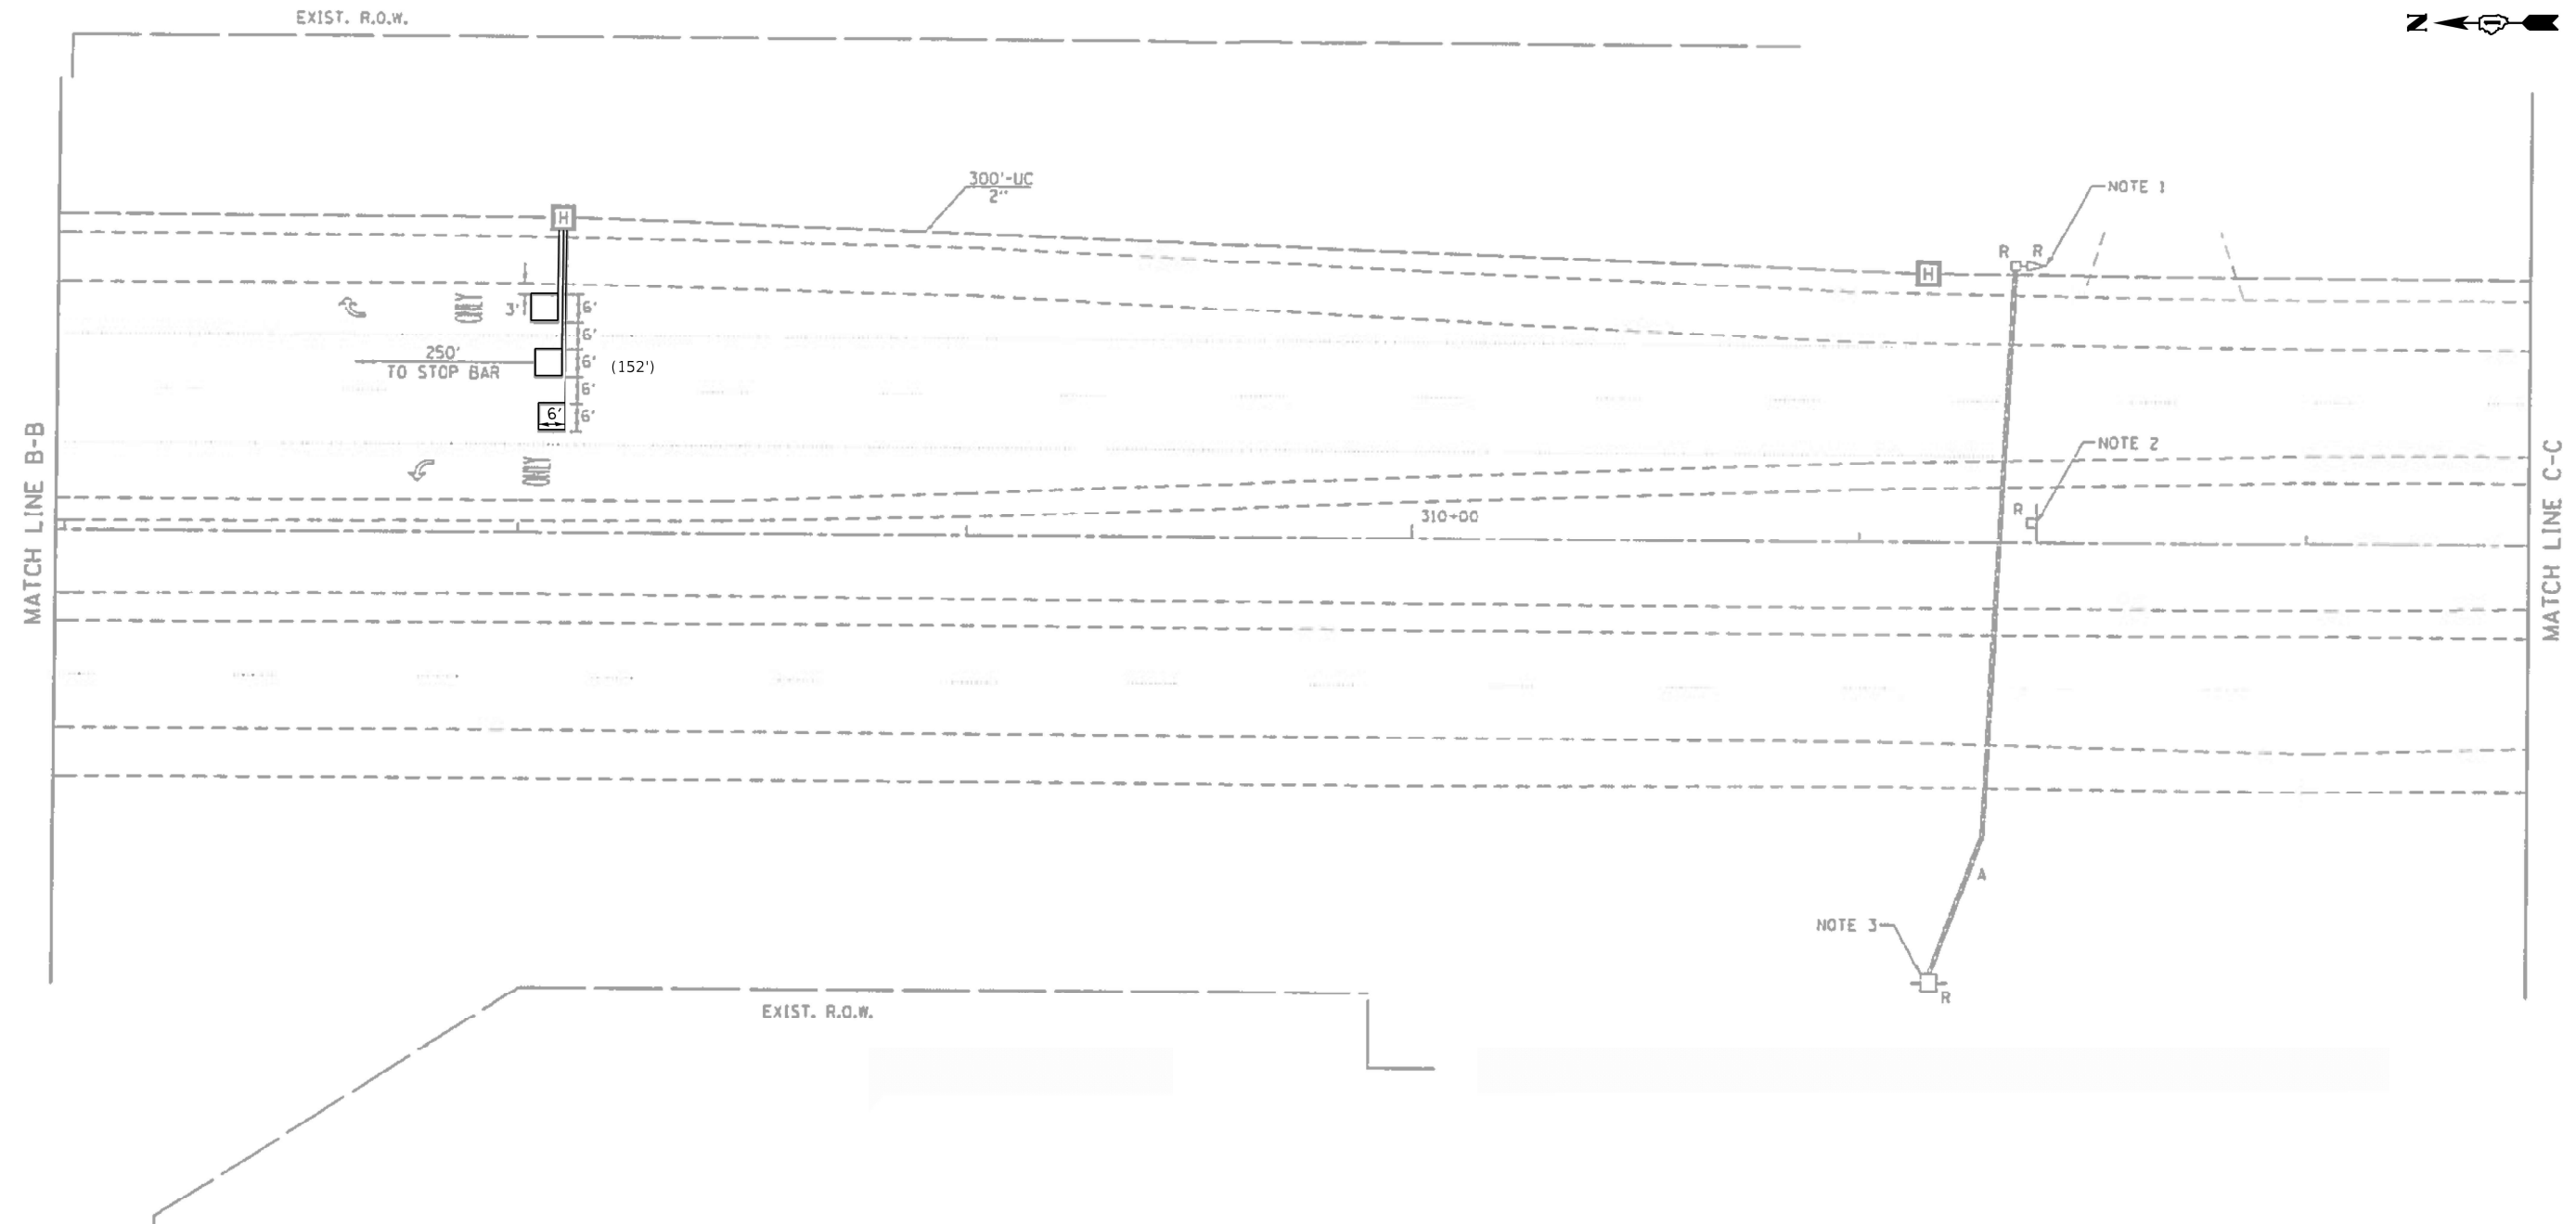 EXIST. R.O.W.
N
300'-UC
2"
NOTE 1
H
H
R R
3'
6'
6'
6'
6'
6'
6'
ONLY
250'
TO STOP BAR
(152')
ONLY
NOTE 2
R
310+00
MATCH LINE B-B
MATCH LINE C-C
A
NOTE 3
R
EXIST. R.O.W.